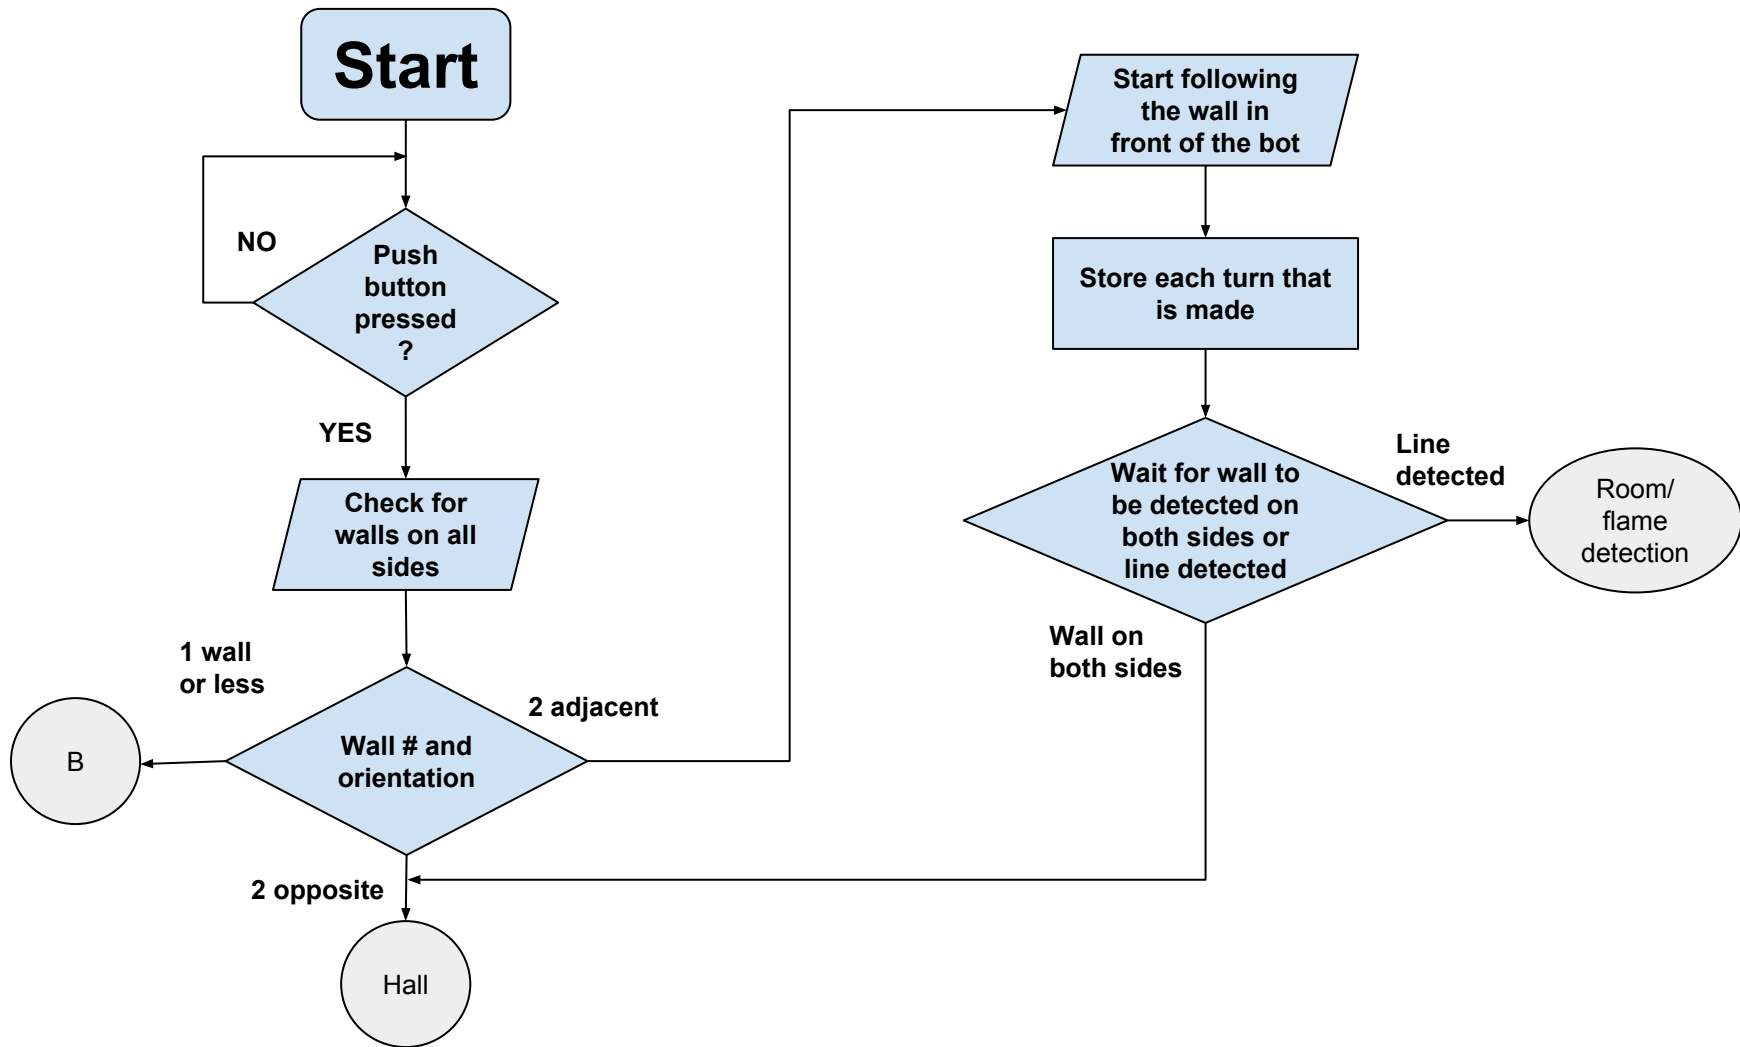 Start
NO
Push
button
pressed
?
YES
Check for
walls on all
sides
1 wall
or less
2 adjacent
B
Wall # and
orientation
2 opposite
Hall
Start following
the wall in
front of the bot
Store each turn that
is made
Wait for wall to
be detected on
both sides or
line detected
Line
detected
Room/
flame
detection
Wall on
both sides